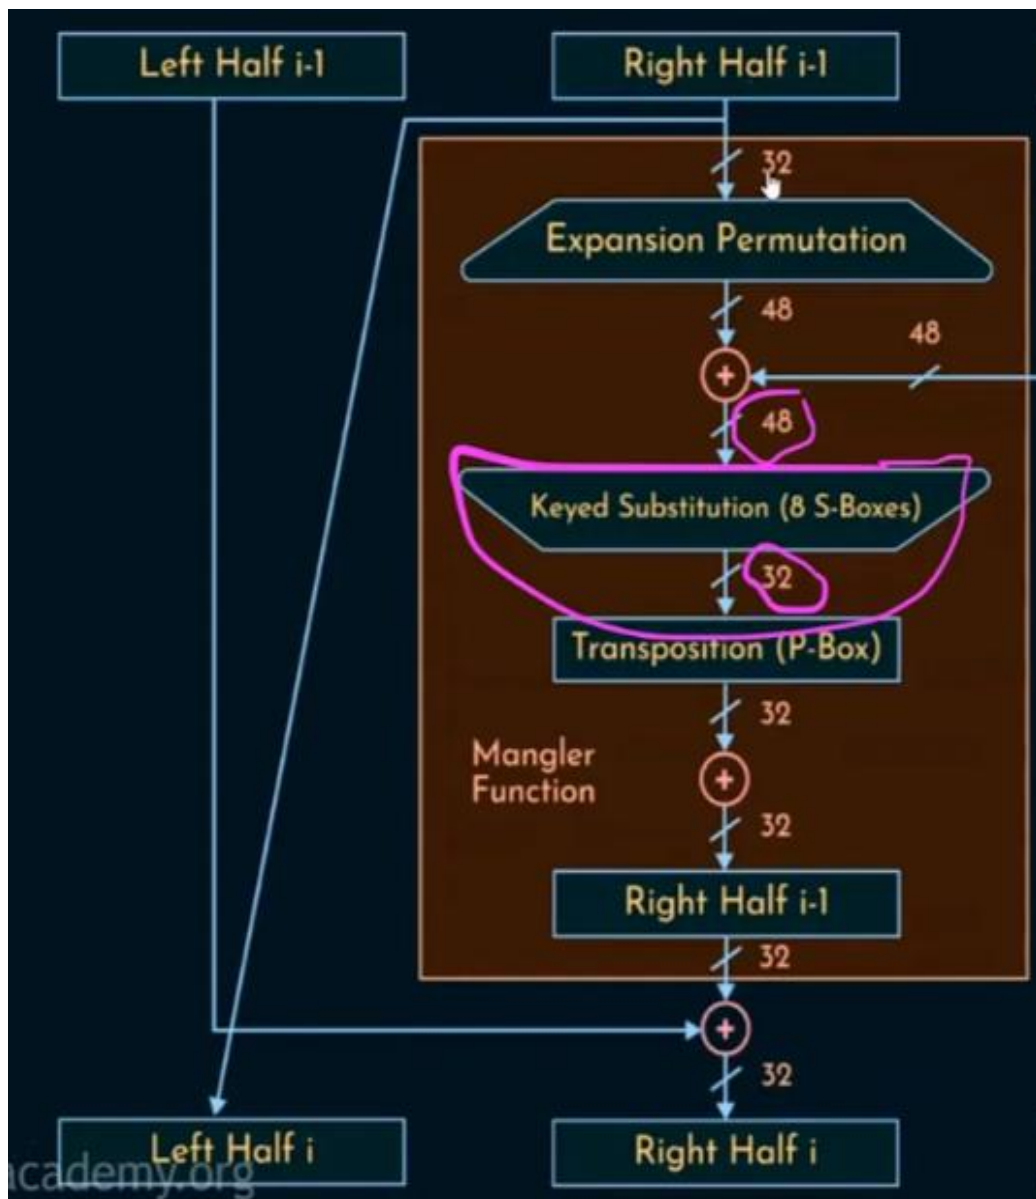 Left Half i-1
Right Half i-1
32
Expansion Permutation
48
48
+
48
Keyed Substitution (8 S-Boxes)
32
Transposition (P-Box)
32
Mangler
Function
+
32
Right Half i-1
32
+
32
Left Half i
Right Half i
academy.org